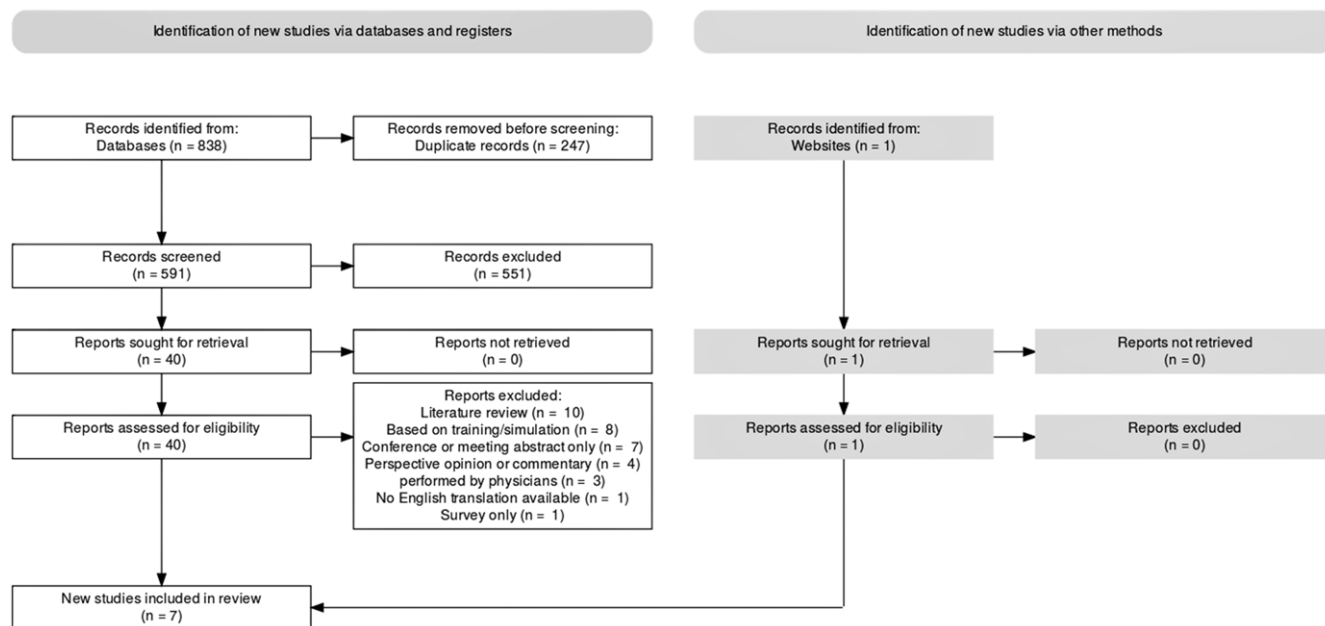 Identification of new studies via databases and registers
Identification of new studies via other methods
Records identified from:
Databases (n = 838)
Records removed before screening:
Duplicate records (n = 247)
Records identified from:
Websites (n = 1)
Records screened
(n = 591)
Records excluded
(n = 551)
Reports sought for retrieval
(n = 40)
Reports not retrieved
(n = 0)
Reports sought for retrieval
(n = 1)
Reports not retrieved
(n = 0)
Reports assessed for eligibility
(n = 40)
Reports excluded:
Literature review (n = 10)
Based on training/simulation (n = 8)
Conference or meeting abstract only (n = 7)
Perspective opinion or commentary (n = 4)
performed by physicians (n = 3)
No English translation available (n = 1)
Survey only (n = 1)
Reports assessed for eligibility
(n = 1)
Reports excluded
(n = 0)
New studies included in review
(n = 7)